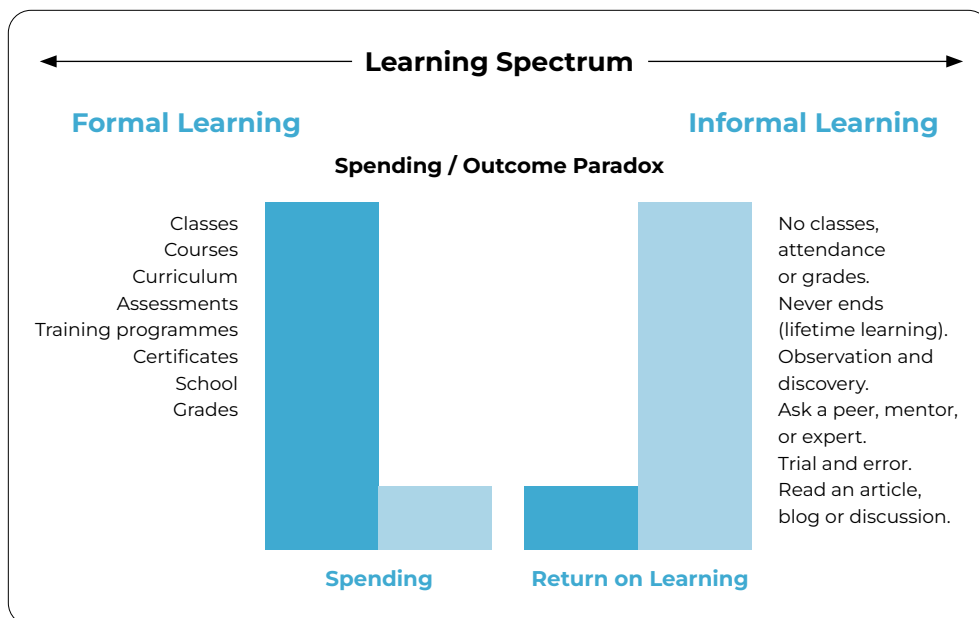 Learning Spectrum
Formal Learning
Informal Learning
Spending / Outcome Paradox
Classes
Courses
Curriculum
Assessments
Training programmes
Certificates
School
Grades
No classes,
attendance
or grades.
Never ends
(lifetime learning).
Observation and
discovery.
Ask a peer, mentor,
or expert.
Trial and error.
Read an article,
blog or discussion.
Spending
Return on Learning